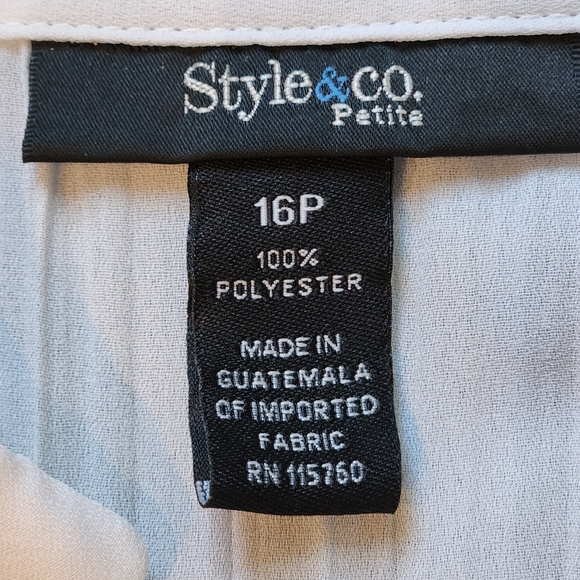 Style&co.
Petite
16P
100%
POLYESTER
MADE IN
GUATEMALA
OF IMPORTED
FABRIC
RN 115760